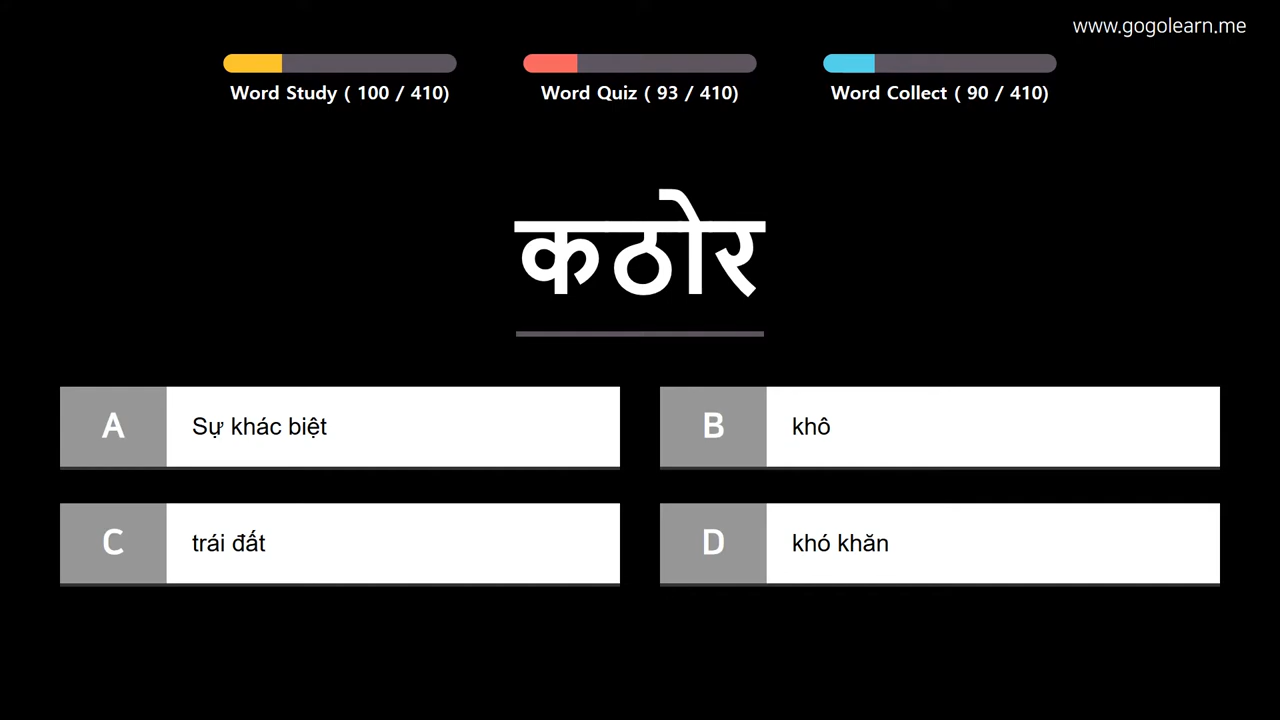 www.gogolearn.me
Word Study ( 100 / 410)
Word Quiz ( 93 / 410)
Word Collect ( 90 / 410)
कठोर
A Sự khác biệt
B khô
C trái đất
D khó khăn